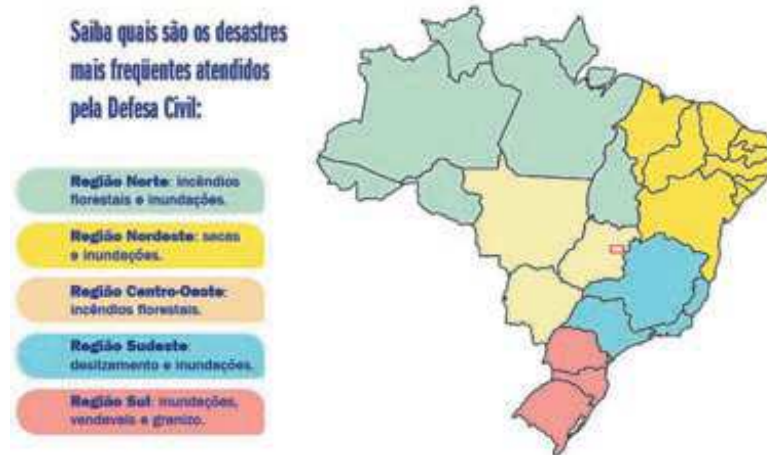 Saiba quais são os desastres
mais freqüentes atendidos
pela Defesa Civil:
Região Norte: incêndios
florestais e inundações.
Região Nordeste: secas
e inundações.
Região Centro-Oeste:
incêndios florestais.
Região Sudeste:
deslizamento e inundações.
Região Sul: inundações,
vendavais e granizo.